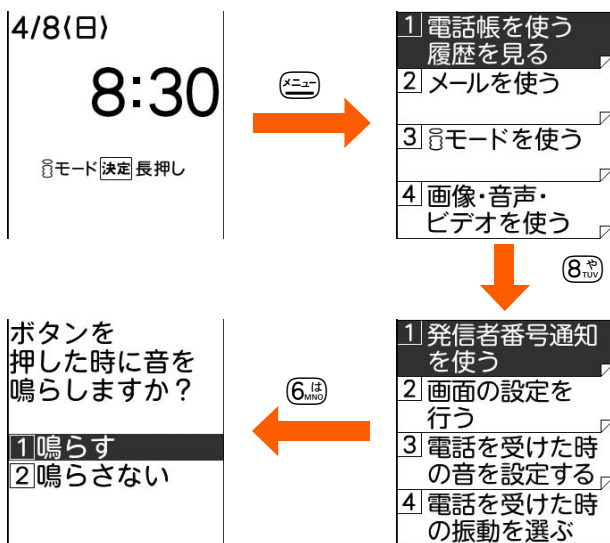 4/8(日)
8:30
iモード決定長押し
メニュー
1 電話帳を使う
履歴を見る
2 メールを使う
3 iモードを使う
4 画像・音声・
ビデオを使う
8やTUV
1 発信者番号通知
を使う
2 画面の設定を
行う
3 電話を受けた時
の音を設定する
4 電話を受けた時
の振動を選ぶ
6はMNO
ボタンを
押した時に音を
鳴らしますか？
1鳴らす
2鳴らさない